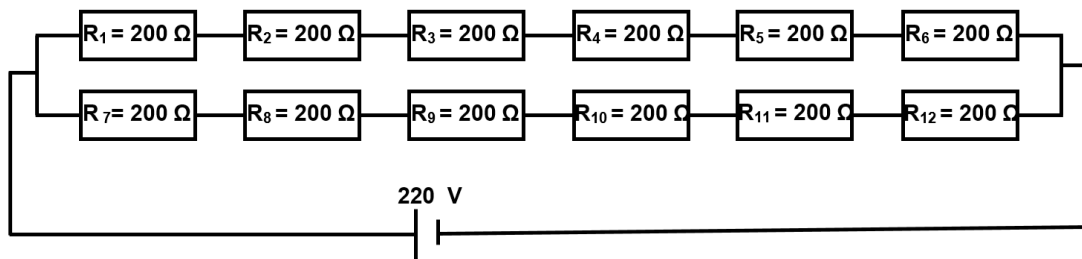 R₁ = 200 Ω R₂ = 200 Ω R₃ = 200 Ω R₄ = 200 Ω R₅ = 200 Ω R₆ = 200 Ω
R₇ = 200 Ω R₈ = 200 Ω R₉ = 200 Ω R₁₀ = 200 Ω R₁₁ = 200 Ω R₁₂ = 200 Ω
220 V